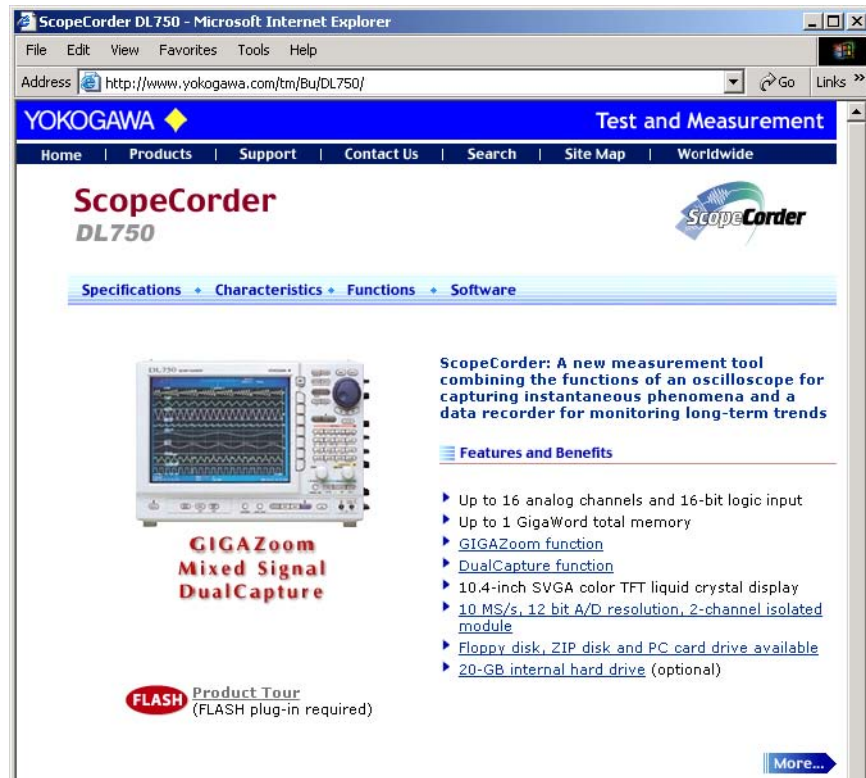 ScopeCorder DL750 - Microsoft Internet Explorer
File Edit View Favorites Tools Help
Address http://www.yokogawa.com/tm/Bu/DL750/ Go Links »
YOKOGAWA Test and Measurement
Home | Products | Support | Contact Us | Search | Site Map | Worldwide
ScopeCorder
DL750
ScopeCorder
Specifications Characteristics Functions Software
DL750
YOKOGAWA
GIGAZoom
Mixed Signal
DualCapture
FLASH Product Tour
(FLASH plug-in required)
ScopeCorder: A new measurement tool
combining the functions of an oscilloscope for
capturing instantaneous phenomena and a
data recorder for monitoring long-term trends
Features and Benefits
Up to 16 analog channels and 16-bit logic input
Up to 1 GigaWord total memory
GIGAZoom function
DualCapture function
10.4-inch SVGA color TFT liquid crystal display
10 MS/s, 12 bit A/D resolution, 2-channel isolated
module
Floppy disk, ZIP disk and PC card drive available
20-GB internal hard drive (optional)
More...